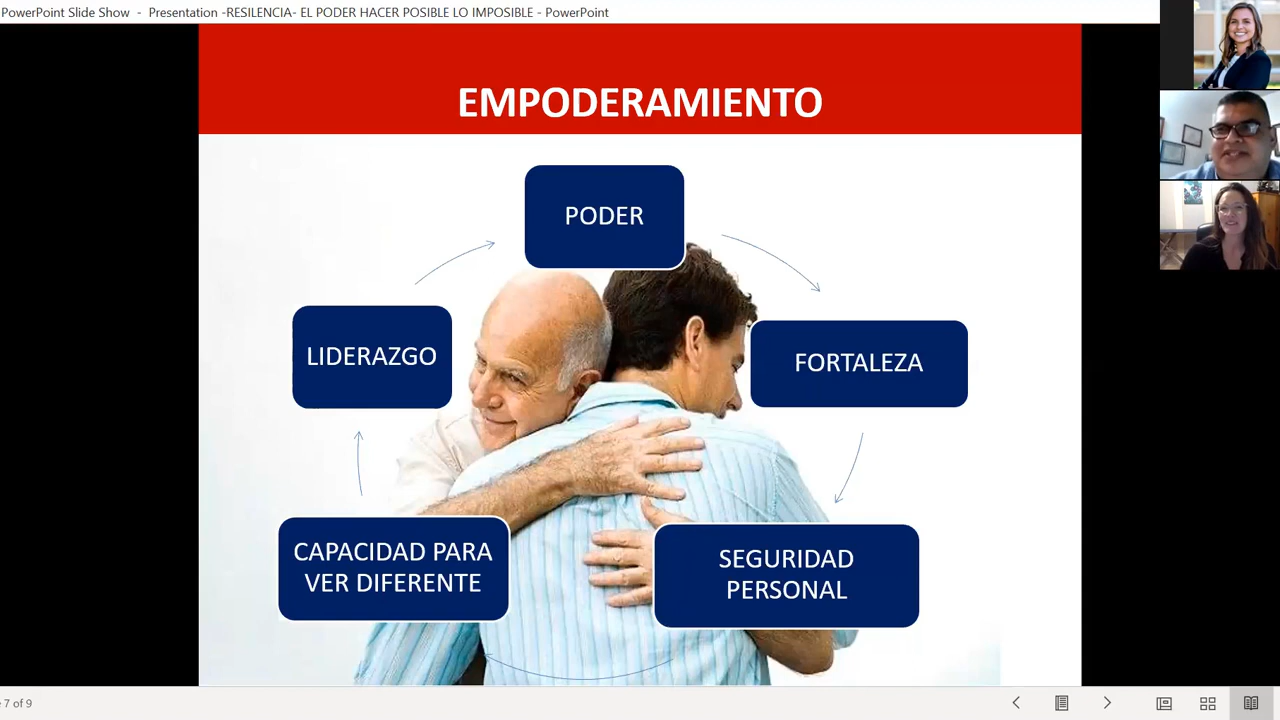 PowerPoint Slide Show - Presentation -RESILENCIA- EL PODER HACER POSIBLE LO IMPOSIBLE - PowerPoint
EMPODERAMIENTO
PODER
LIDERAZGO
FORTALEZA
CAPACIDAD PARA
VER DIFERENTE
SEGURIDAD
PERSONAL
7 of 9